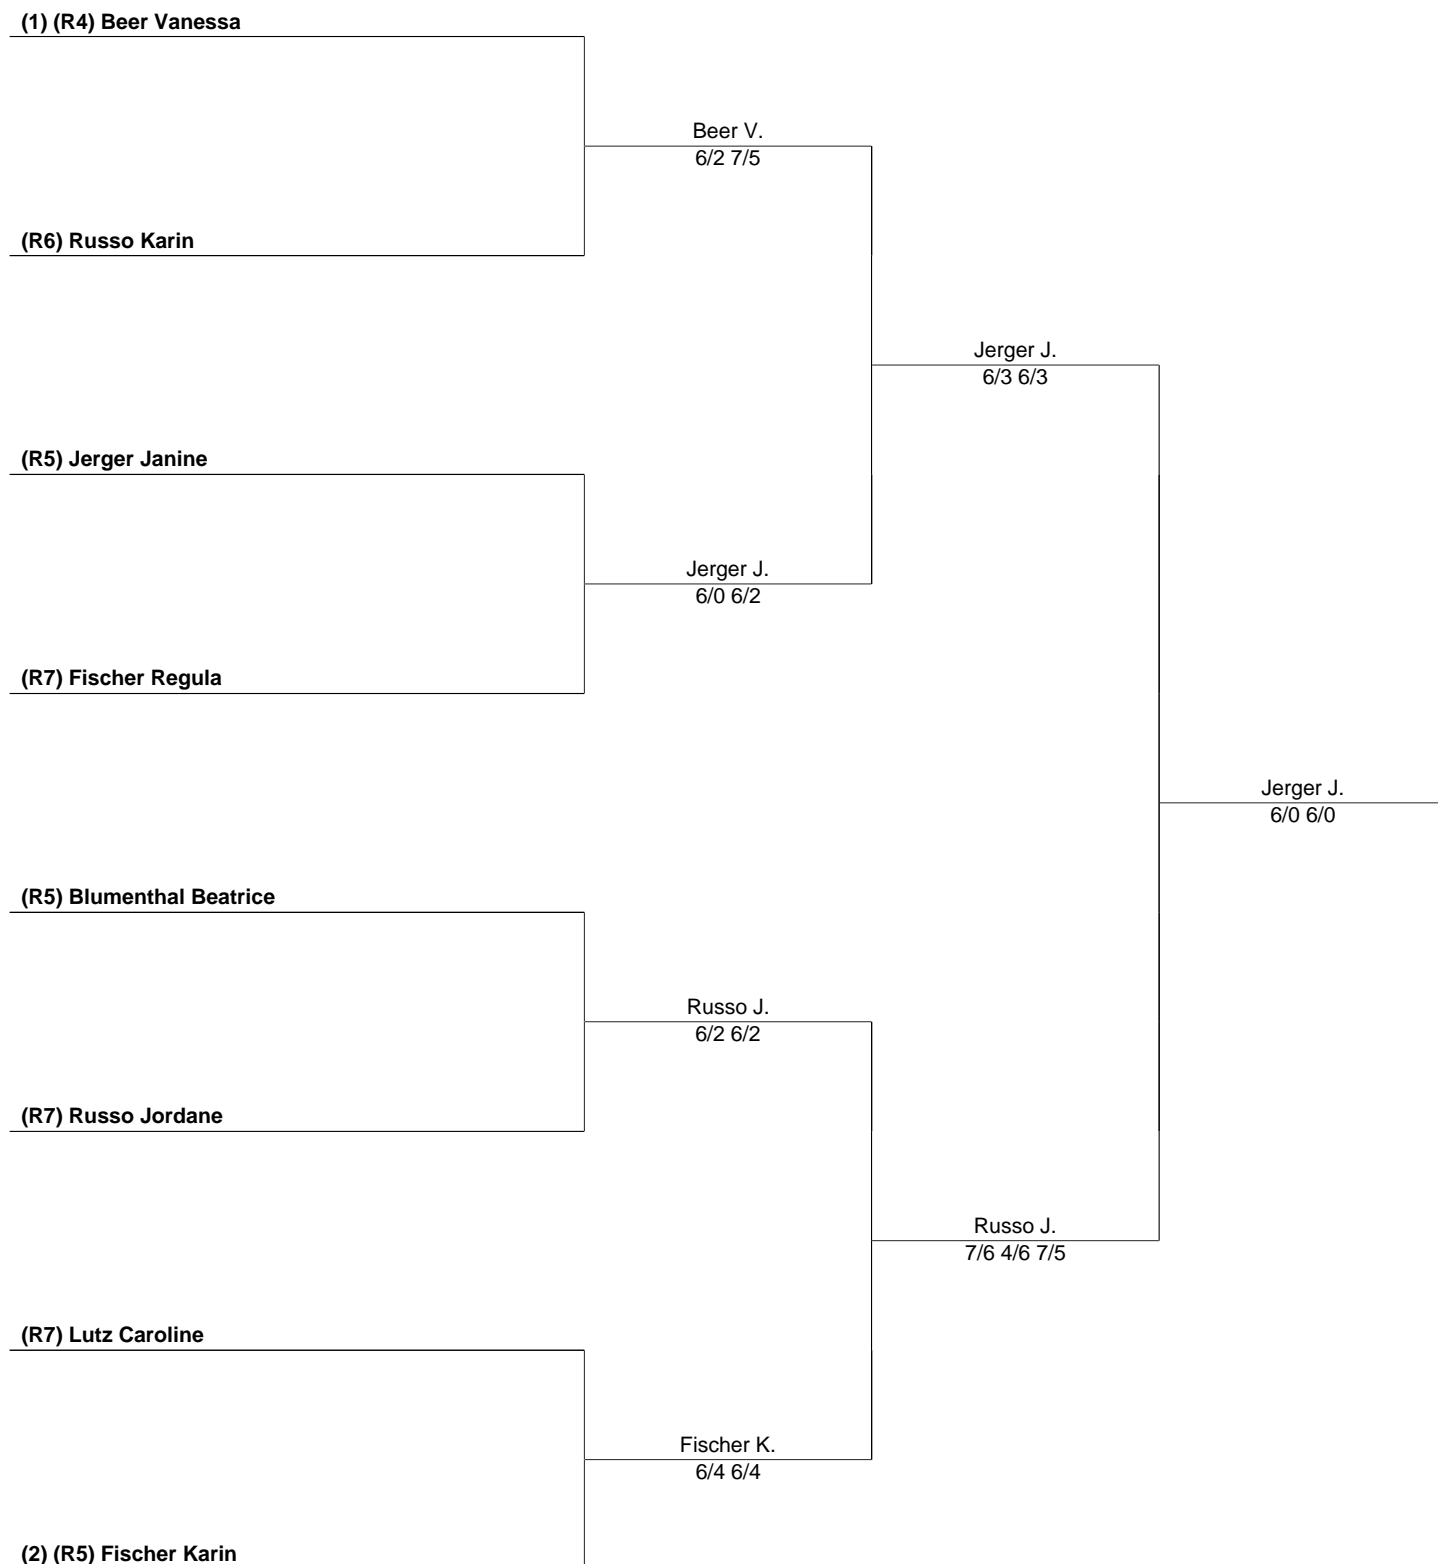 (1) (R4) Beer Vanessa
Beer V.
6/2 7/5
(R6) Russo Karin
Jerger J.
6/3 6/3
(R5) Jerger Janine
Jerger J.
6/0 6/2
(R7) Fischer Regula
Jerger J.
6/0 6/0
(R5) Blumenthal Beatrice
Russo J.
6/2 6/2
(R7) Russo Jordane
Russo J.
7/6 4/6 7/5
(R7) Lutz Caroline
Fischer K.
6/4 6/4
(2) (R5) Fischer Karin